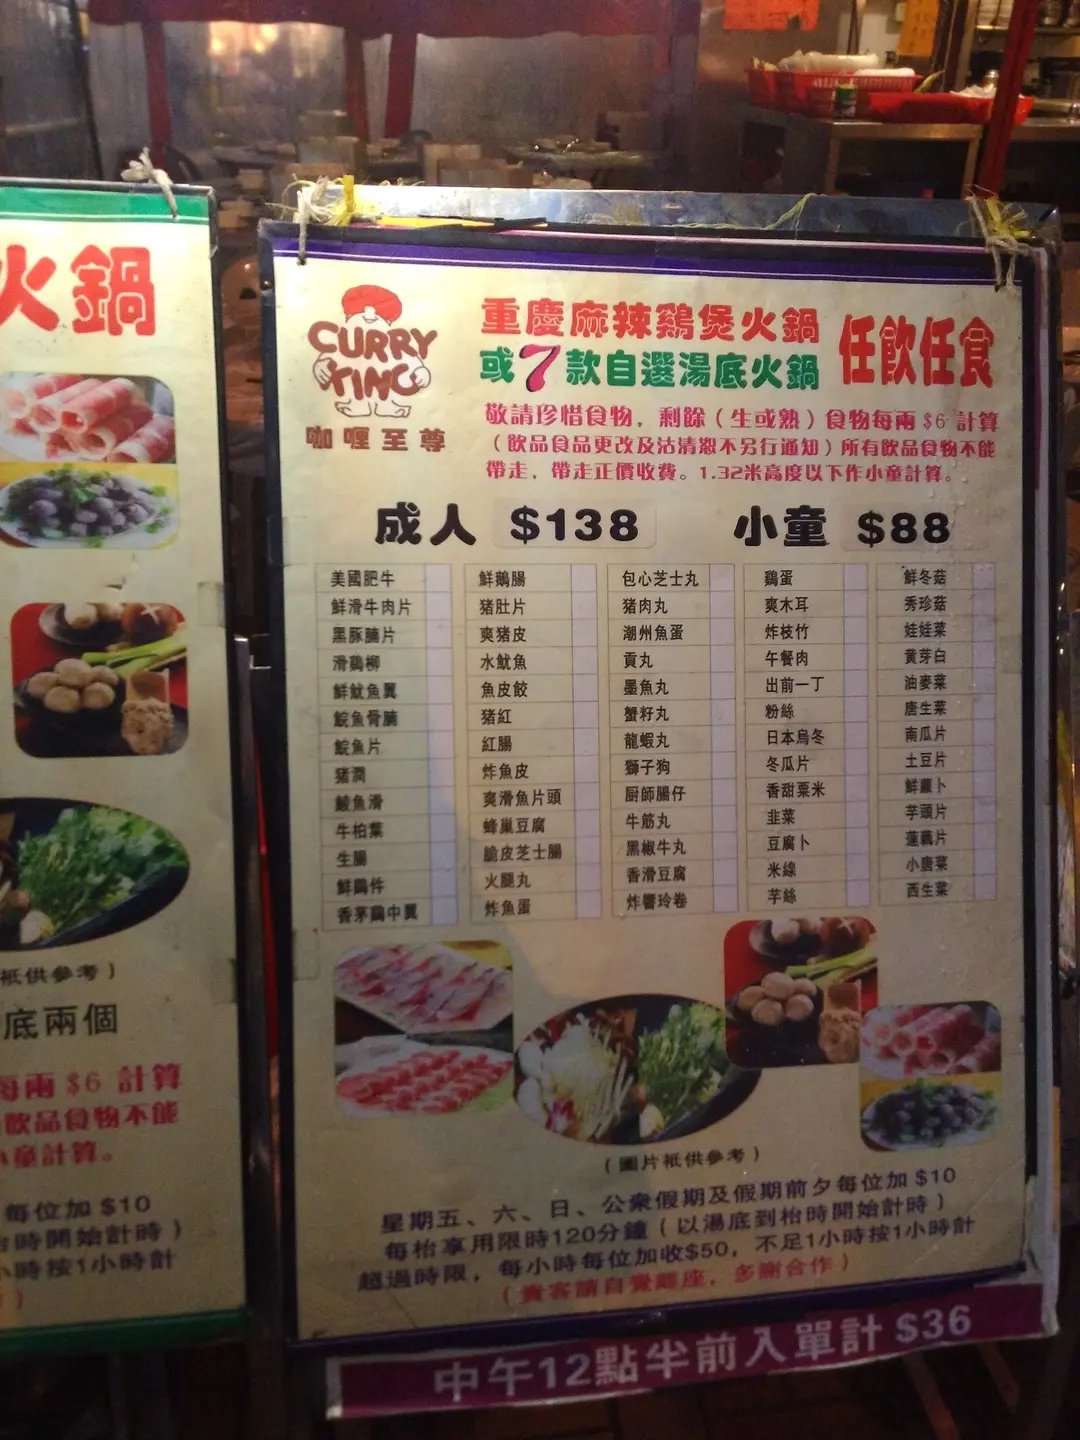 火鍋
祇供參考）
底兩個
每兩 $6 計算
飲品食物不能
小童計算。
每位加 $10
時開始計時）
小時按1小時計
CURRY
KING
咖喱至尊
重慶麻辣鷄煲火鍋
或7款自選湯底火鍋
任飲任食
敬請珍惜食物，剩餘（生或熟）食物每兩 $6 計算
（飲品食品更改及沽清恕不另行通知）所有飲品食物不能
帶走，帶走正價收費。1.32米高度以下作小童計算。
成人 $138 小童 $88
美國肥牛 鮮鵝腸 包心芝士丸 鷄蛋 鮮冬菇
鮮滑牛肉片 猪肚片 猪肉丸 爽木耳 秀珍菇
黑豚腩片 爽猪皮 潮州魚蛋 炸枝竹 娃娃菜
滑鷄柳 水魷魚 貢丸 午餐肉 黄芽白
鮮魷魚翼 魚皮餃 墨魚丸 出前一丁 油麥菜
鯇魚骨腩 猪紅 蟹籽丸 粉絲 唐生菜
鯇魚片 紅腸 龍蝦丸 日本烏冬 南瓜片
猪潤 炸魚皮 獅子狗 冬瓜片 土豆片
鯪魚滑 爽滑魚片頭 厨師腸仔 香甜粟米 鮮蘿卜
牛柏葉 蜂巢豆腐 牛筋丸 韭菜 芋頭片
生腸 脆皮芝士腸 黑椒牛丸 豆腐卜 蓮藕片
鮮鷄件 火腿丸 香滑豆腐 米線 小唐菜
香茅鷄中翼 炸魚蛋 炸響玲卷 芋絲 西生菜
（圖片祇供參考）
星期五、六、日、公衆假期及假期前夕每位加 $10
每枱享用限時120分鐘（以湯底到枱時開始計時）
超過時限，每小時每位加收$50，不足1小時按1小時計
（貴客請自覺離座，多謝合作）
中午12點半前入單計 $36